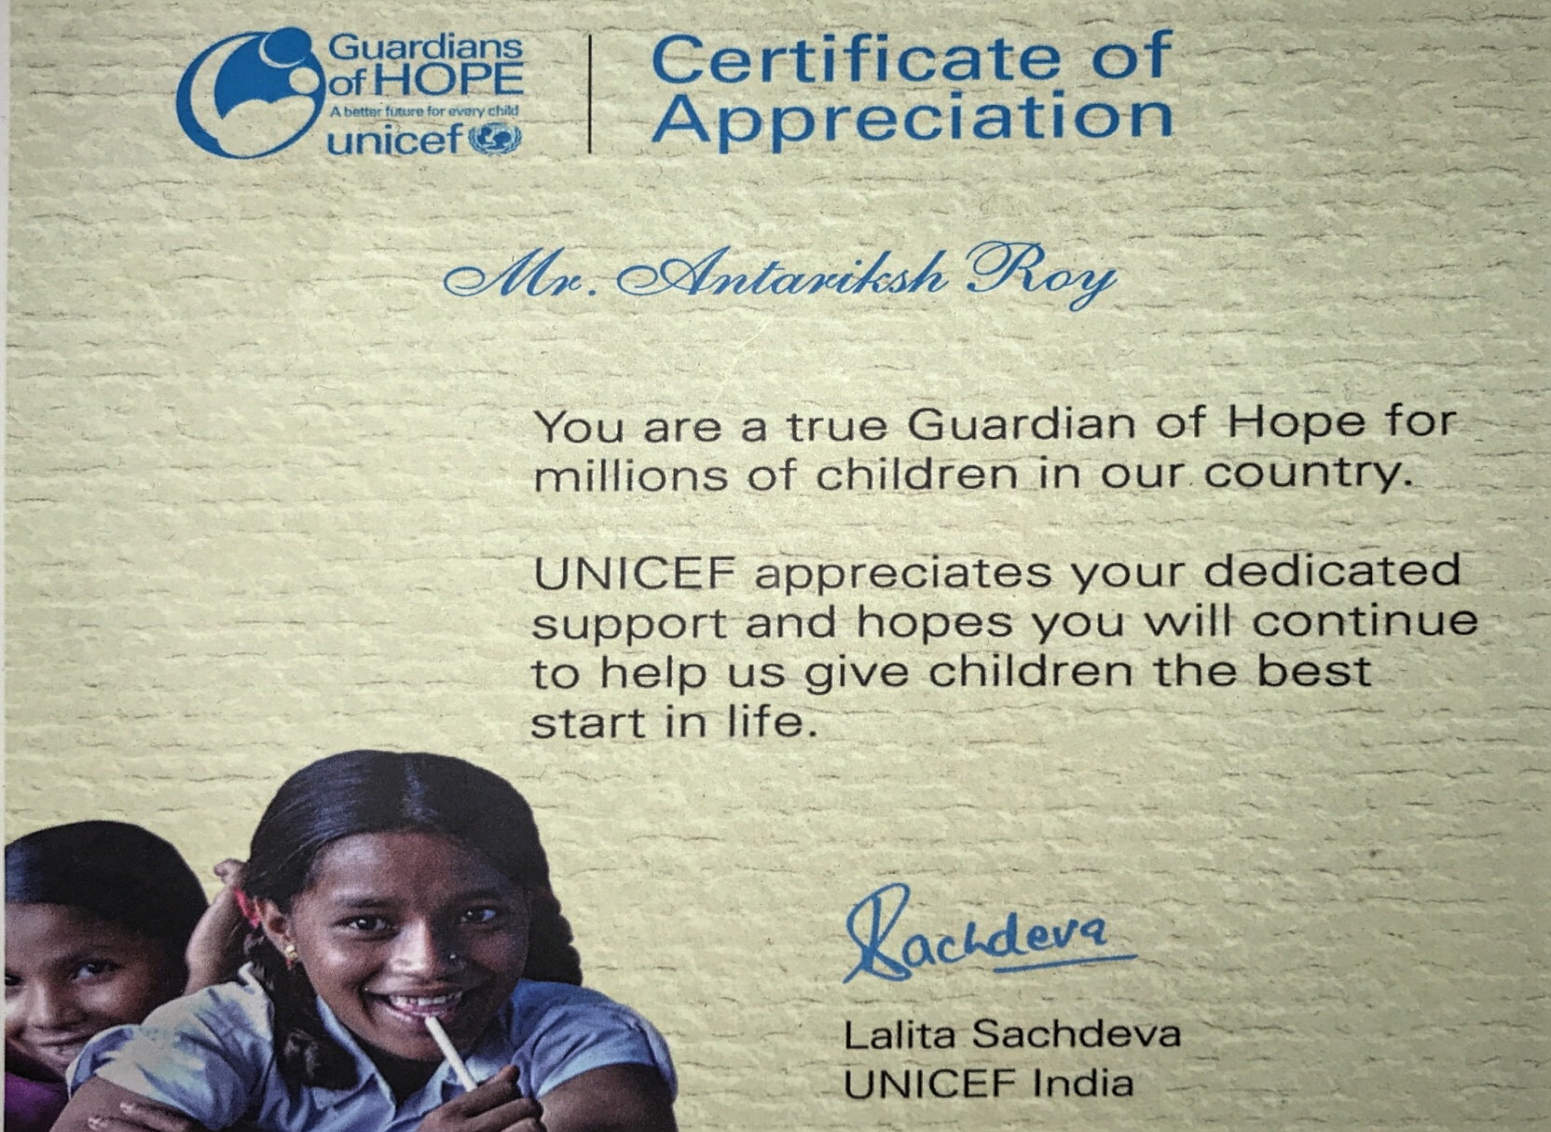 Guardians
of HOPE
A better future for every child
unicef
Certificate of
Appreciation
Mr. Antariksh Roy
You are a true Guardian of Hope for
millions of children in our country.
UNICEF appreciates your dedicated
support and hopes you will continue
to help us give children the best
start in life.
Sachdeva
Lalita Sachdeva
UNICEF India